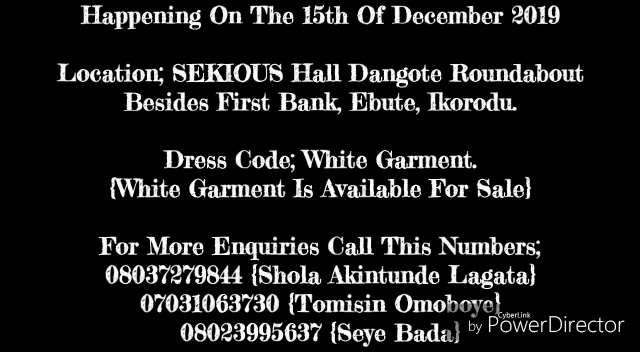 Happening On The 15th Of December 2019
Location; SEKIOUS Hall Dangote Roundabout
Besides First Bank, Ebute, Ikorodu.
Dress Code; White Garment.
{White Garment Is Available For Sale}
For More Enquiries Call This Numbers;
08037279844 {Shola Akintunde Lagata}
07031063730 {Tomisin Omoboye}
08023995637 {Seye Bada}
CyberLink
by PowerDirector